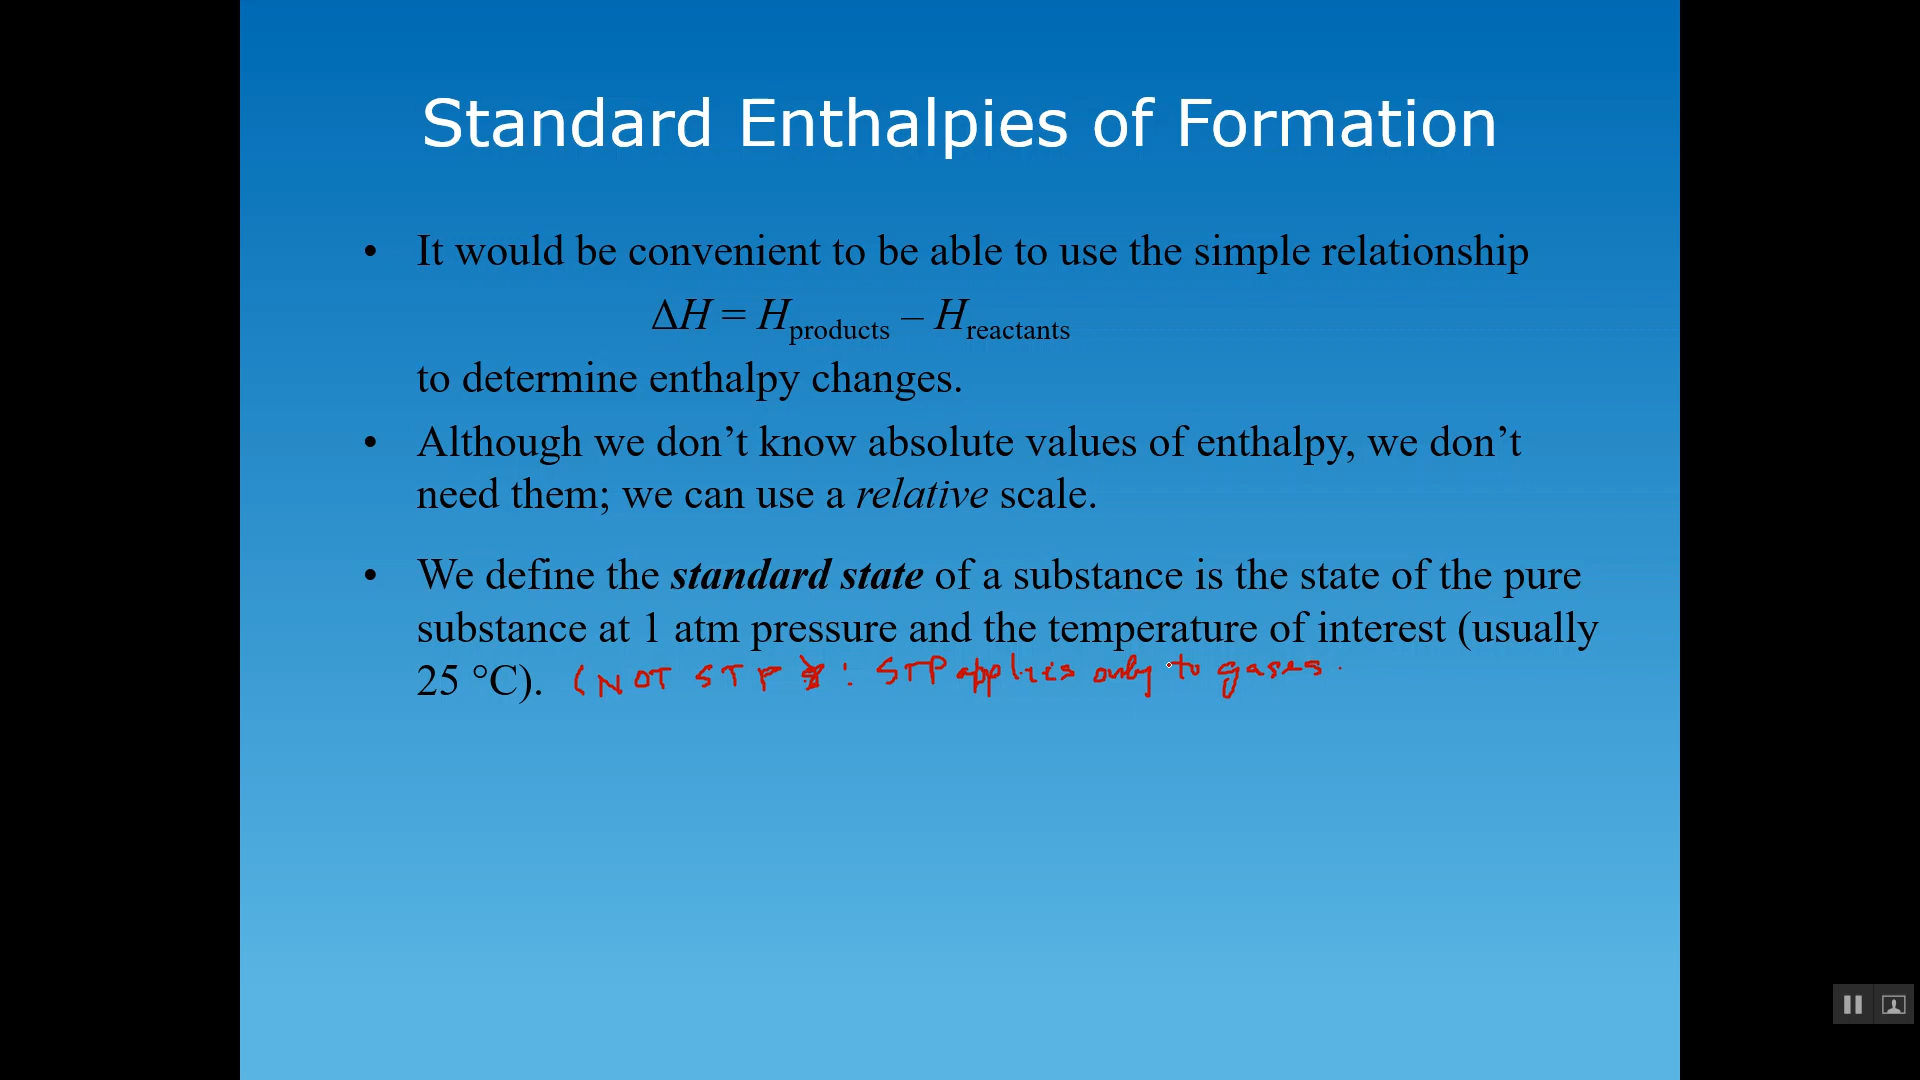 Standard Enthalpies of Formation
• It would be convenient to be able to use the simple relationship
ΔH = Hproducts – Hreactants
to determine enthalpy changes.
• Although we don’t know absolute values of enthalpy, we don’t
need them; we can use a relative scale.
• We define the standard state of a substance is the state of the pure
substance at 1 atm pressure and the temperature of interest (usually
25 °C). (NOT STP : STP applies only to gases.